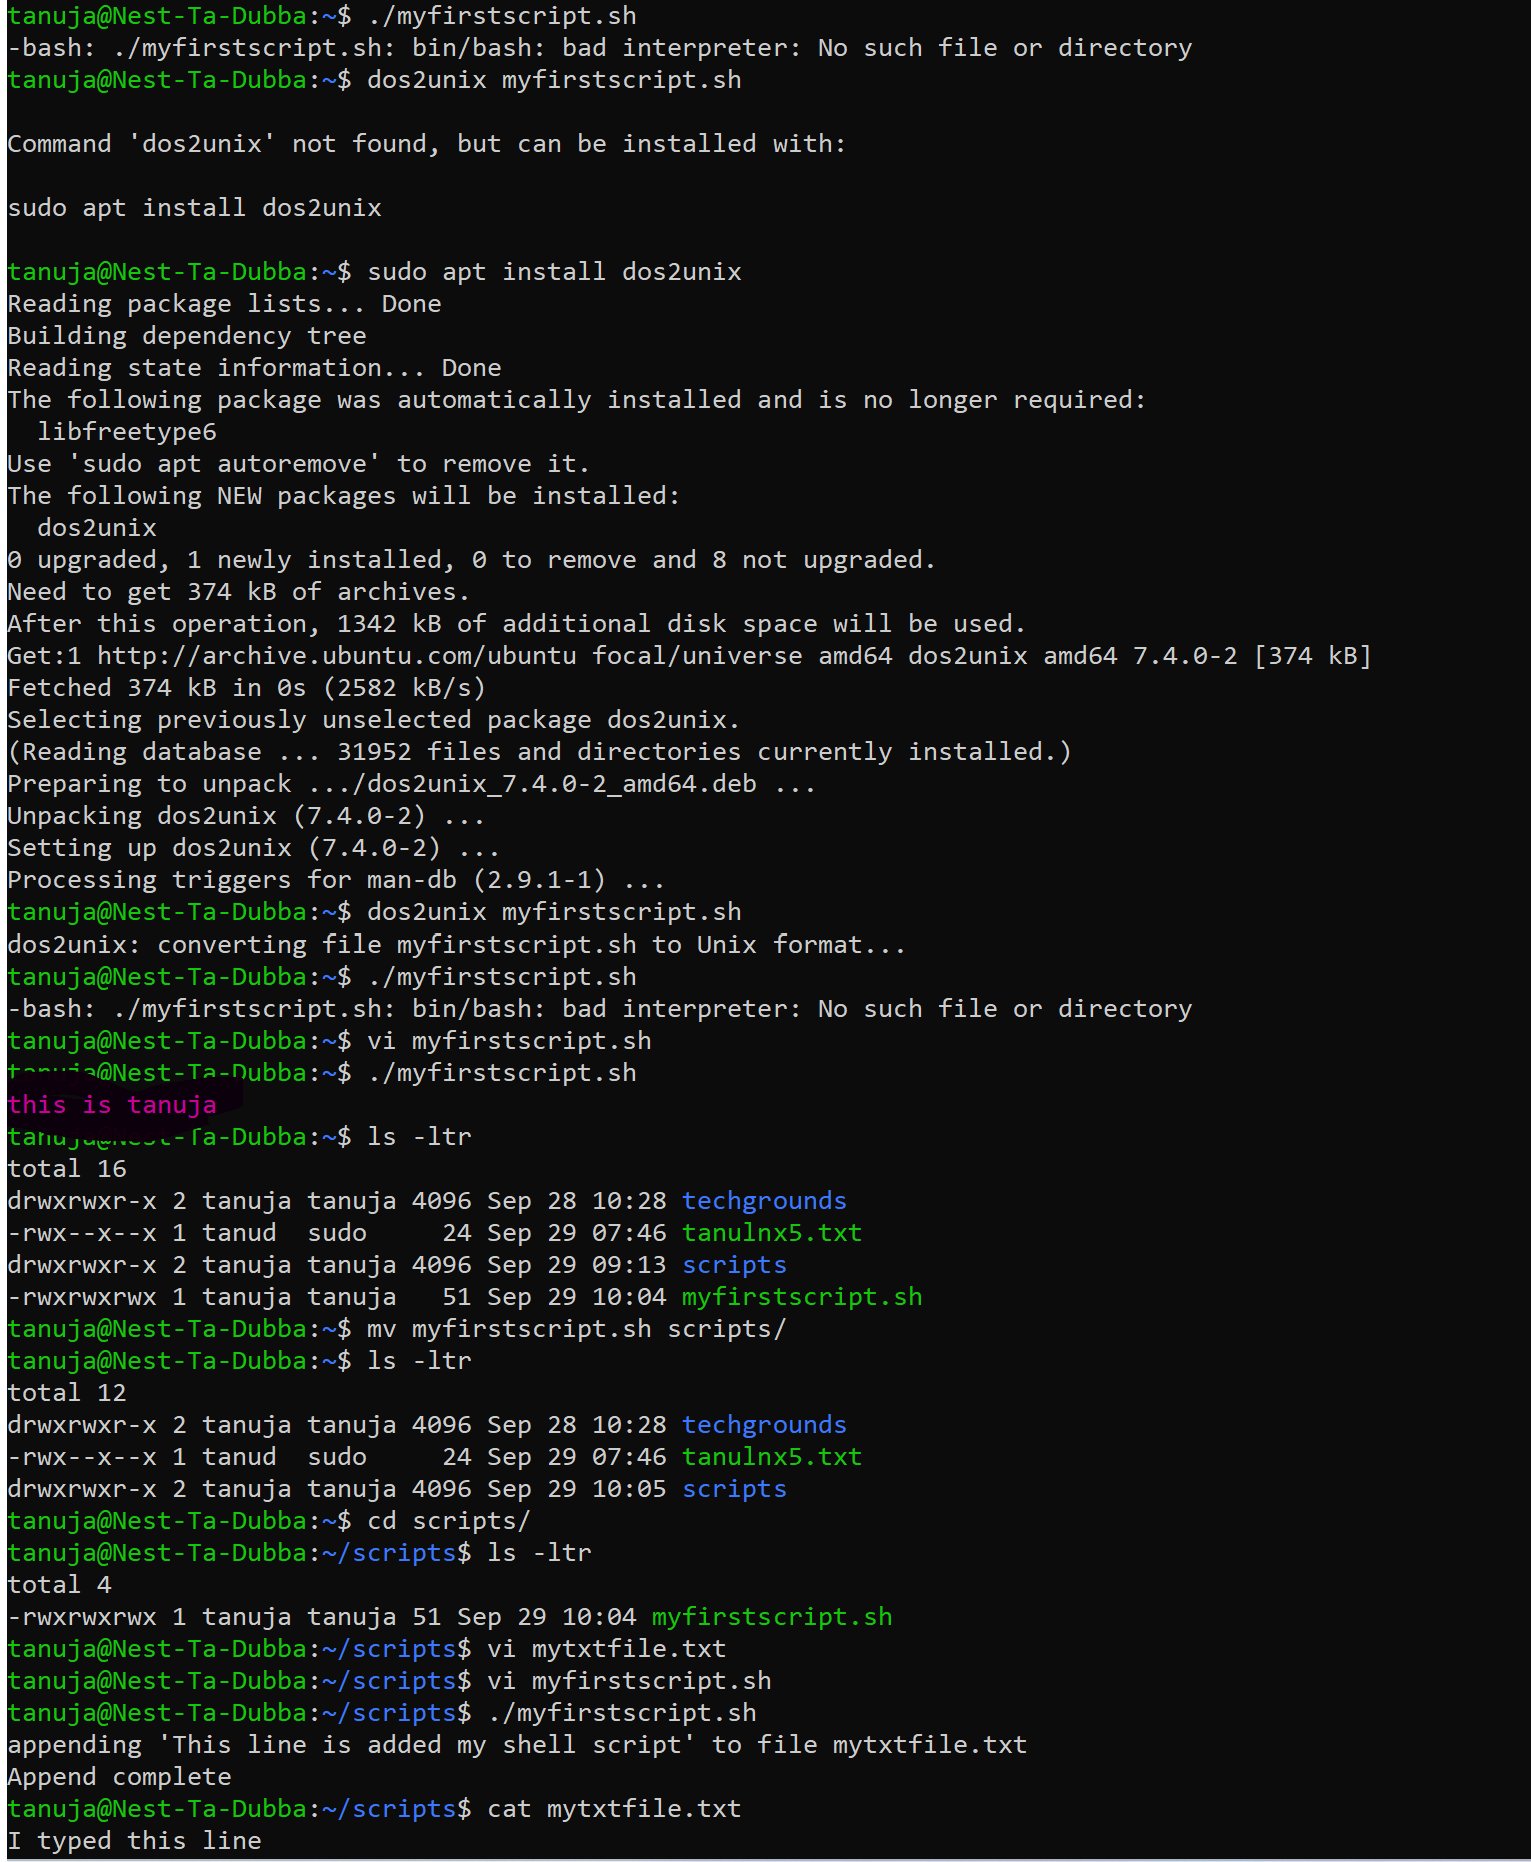 tanuja@Nest-Ta-Dubba:~$ ./myfirstscript.sh
-bash: ./myfirstscript.sh: bin/bash: bad interpreter: No such file or directory
tanuja@Nest-Ta-Dubba:~$ dos2unix myfirstscript.sh
Command 'dos2unix' not found, but can be installed with:
sudo apt install dos2unix
tanuja@Nest-Ta-Dubba:~$ sudo apt install dos2unix
Reading package lists... Done
Building dependency tree
Reading state information... Done
The following package was automatically installed and is no longer required:
  libfreetype6
Use 'sudo apt autoremove' to remove it.
The following NEW packages will be installed:
  dos2unix
0 upgraded, 1 newly installed, 0 to remove and 8 not upgraded.
Need to get 374 kB of archives.
After this operation, 1342 kB of additional disk space will be used.
Get:1 http://archive.ubuntu.com/ubuntu focal/universe amd64 dos2unix amd64 7.4.0-2 [374 kB]
Fetched 374 kB in 0s (2582 kB/s)
Selecting previously unselected package dos2unix.
(Reading database ... 31952 files and directories currently installed.)
Preparing to unpack .../dos2unix_7.4.0-2_amd64.deb ...
Unpacking dos2unix (7.4.0-2) ...
Setting up dos2unix (7.4.0-2) ...
Processing triggers for man-db (2.9.1-1) ...
tanuja@Nest-Ta-Dubba:~$ dos2unix myfirstscript.sh
dos2unix: converting file myfirstscript.sh to Unix format...
tanuja@Nest-Ta-Dubba:~$ ./myfirstscript.sh
-bash: ./myfirstscript.sh: bin/bash: bad interpreter: No such file or directory
tanuja@Nest-Ta-Dubba:~$ vi myfirstscript.sh
tanuja@Nest-Ta-Dubba:~$ ./myfirstscript.sh
this is tanuja
tanuja@Nest-Ta-Dubba:~$ ls -ltr
total 16
drwxrwxr-x 2 tanuja tanuja 4096 Sep 28 10:28 techgrounds
-rwx--x--x 1 tanud  sudo     24 Sep 29 07:46 tanulnx5.txt
drwxrwxr-x 2 tanuja tanuja 4096 Sep 29 09:13 scripts
-rwxrwxrwx 1 tanuja tanuja   51 Sep 29 10:04 myfirstscript.sh
tanuja@Nest-Ta-Dubba:~$ mv myfirstscript.sh scripts/
tanuja@Nest-Ta-Dubba:~$ ls -ltr
total 12
drwxrwxr-x 2 tanuja tanuja 4096 Sep 28 10:28 techgrounds
-rwx--x--x 1 tanud  sudo     24 Sep 29 07:46 tanulnx5.txt
drwxrwxr-x 2 tanuja tanuja 4096 Sep 29 10:05 scripts
tanuja@Nest-Ta-Dubba:~$ cd scripts/
tanuja@Nest-Ta-Dubba:~/scripts$ ls -ltr
total 4
-rwxrwxrwx 1 tanuja tanuja 51 Sep 29 10:04 myfirstscript.sh
tanuja@Nest-Ta-Dubba:~/scripts$ vi mytxtfile.txt
tanuja@Nest-Ta-Dubba:~/scripts$ vi myfirstscript.sh
tanuja@Nest-Ta-Dubba:~/scripts$ ./myfirstscript.sh
appending 'This line is added my shell script' to file mytxtfile.txt
Append complete
tanuja@Nest-Ta-Dubba:~/scripts$ cat mytxtfile.txt
I typed this line